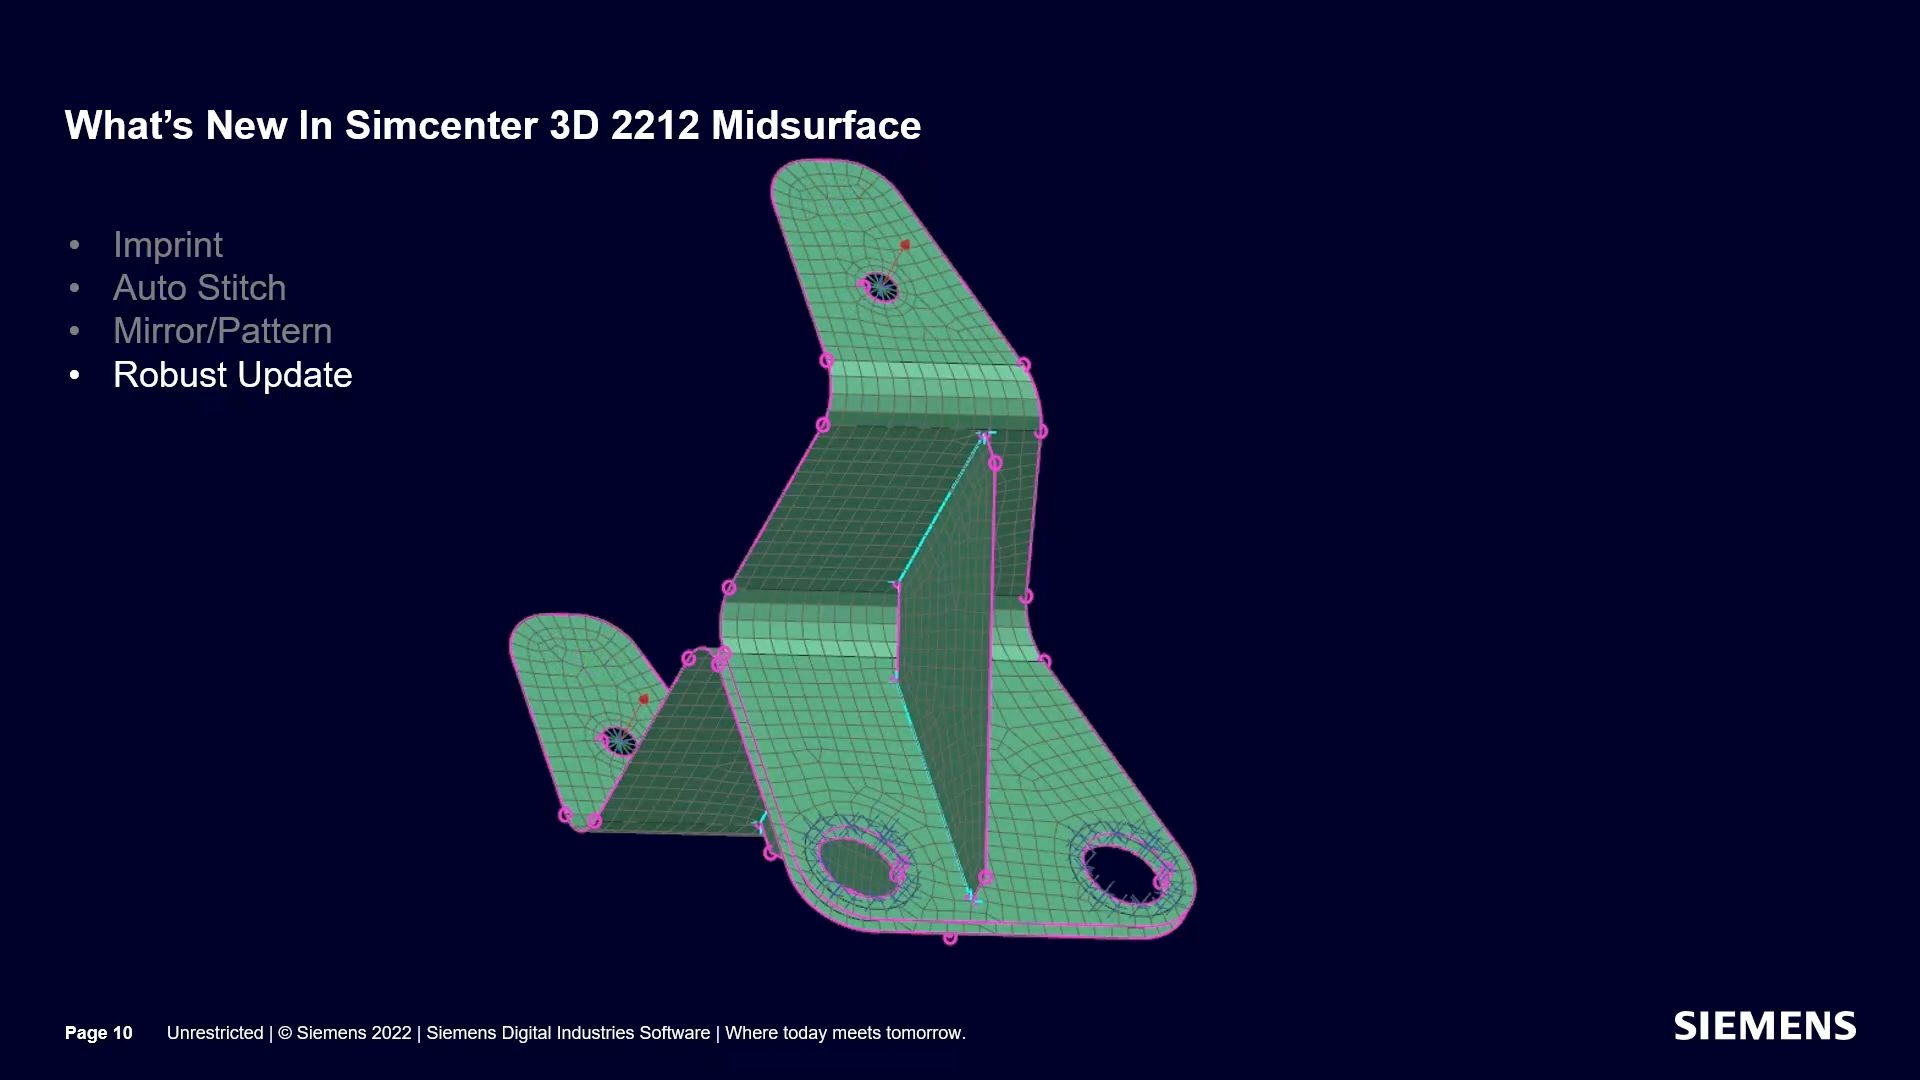 What’s New In Simcenter 3D 2212 Midsurface
• Imprint
• Auto Stitch
• Mirror/Pattern
• Robust Update
Page 10 Unrestricted | © Siemens 2022 | Siemens Digital Industries Software | Where today meets tomorrow.
SIEMENS